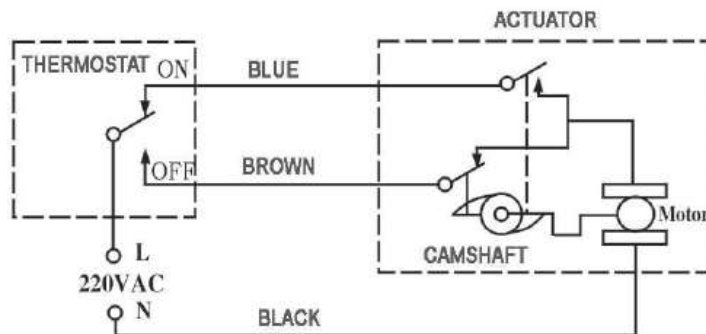 ACTUATOR
THERMOSTAT ON
BLUE
OFF
BROWN
Motor
CAMSHAFT
L
220VAC
N
BLACK